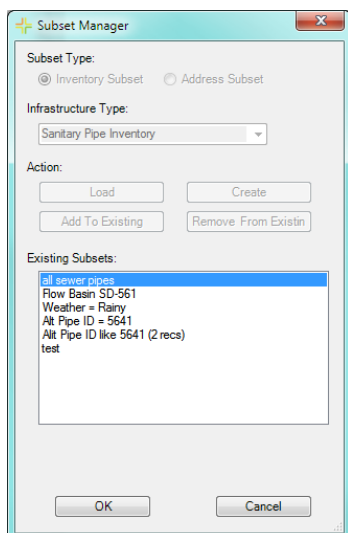 Subset Manager
Subset Type:
Inventory Subset Address Subset
Infrastructure Type:
Sanitary Pipe Inventory
Action:
Load Create
Add To Existing Remove From Existin
Existing Subsets:
all sewer pipes
Flow Basin SD-561
Weather = Rainy
Alt Pipe ID = 5641
Alit Pipe ID like 5641 (2 recs)
test
OK Cancel